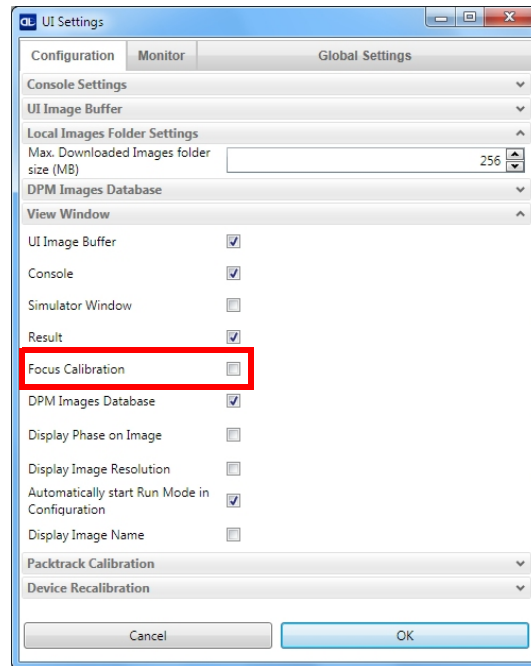 DL UI Settings
Configuration Monitor Global Settings
Console Settings
UI Image Buffer
Local Images Folder Settings
Max. Downloaded Images folder
size (MB)
256
DPM Images Database
View Window
UI Image Buffer
Console
Simulator Window
Result
Focus Calibration
DPM Images Database
Display Phase on Image
Display Image Resolution
Automatically start Run Mode in
Configuration
Display Image Name
Packtrack Calibration
Device Recalibration
Cancel OK